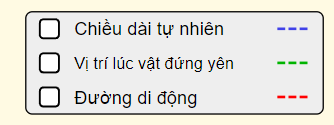 Chiều dài tự nhiên
Vị trí lúc vật đứng yên
Đường di động